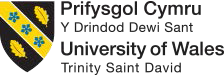 Prifysgol Cymru
Y Drindod Dewi Sant
University of Wales
Trinity Saint David